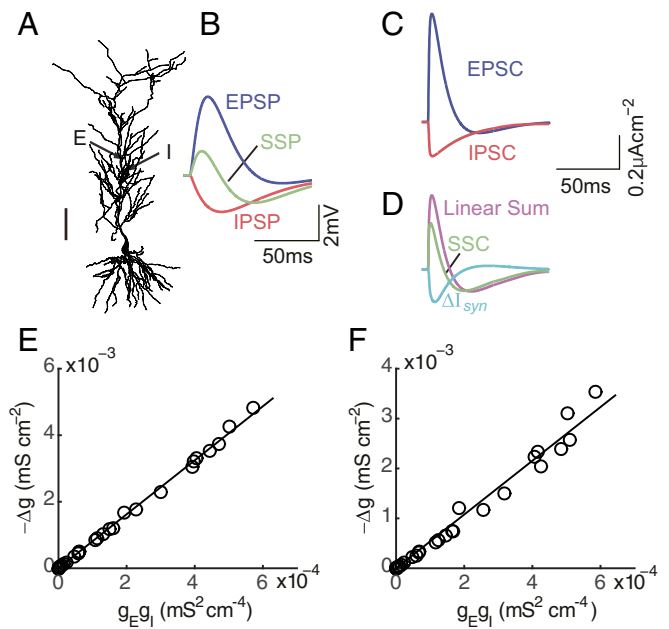 A
B
C
E
I
EPSP
SSP
IPSP
2mV
50ms
EPSC
IPSC
0.2μAcm⁻²
50ms
D
Linear Sum
SSC
ΔI_syn
E
6
x10⁻³
4
2
0
−Δg (mS cm⁻²)
0
2
4
6
x10⁻⁴
g_E g_I (mS² cm⁻⁴)
F
4
x10⁻³
3
2
1
0
−Δg (mS cm⁻²)
0
2
4
6
x10⁻⁴
g_E g_I (mS² cm⁻⁴)